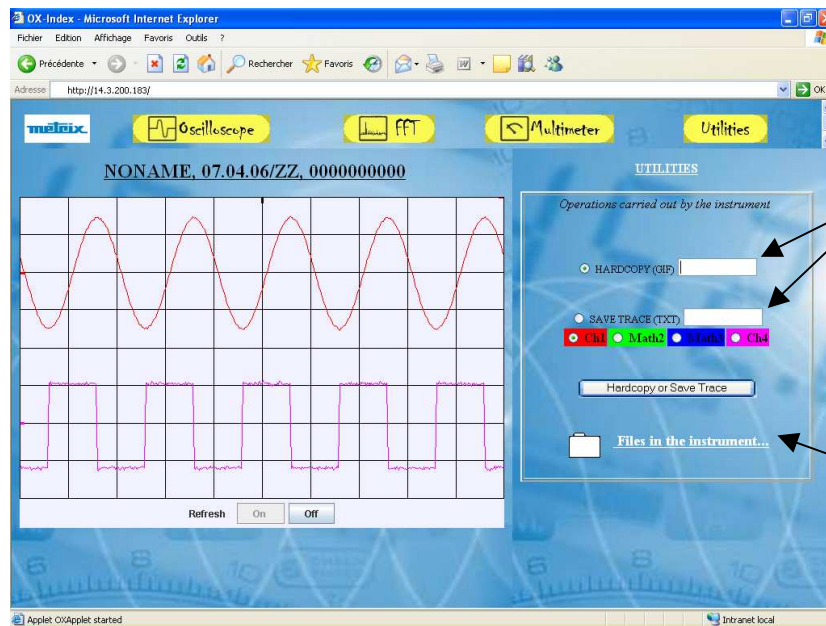 OX-Index - Microsoft Internet Explorer
Fichier Edition Affichage Favoris Outils ?
Précédente Rechercher Favoris
Adresse http://14.3.200.183/ OK
metrix Oscilloscope FFT Multimeter Utilities
NONAME, 07.04.06/ZZ, 0000000000
UTILITIES
Operations carried out by the instrument
HARDCOPY (GIF)
SAVE TRACE (TXT)
Ch1 Math2 Math3 Ch4
Hardcopy or Save Trace
Files in the instrument...
Refresh On Off
Applet OXApplet started Intranet local